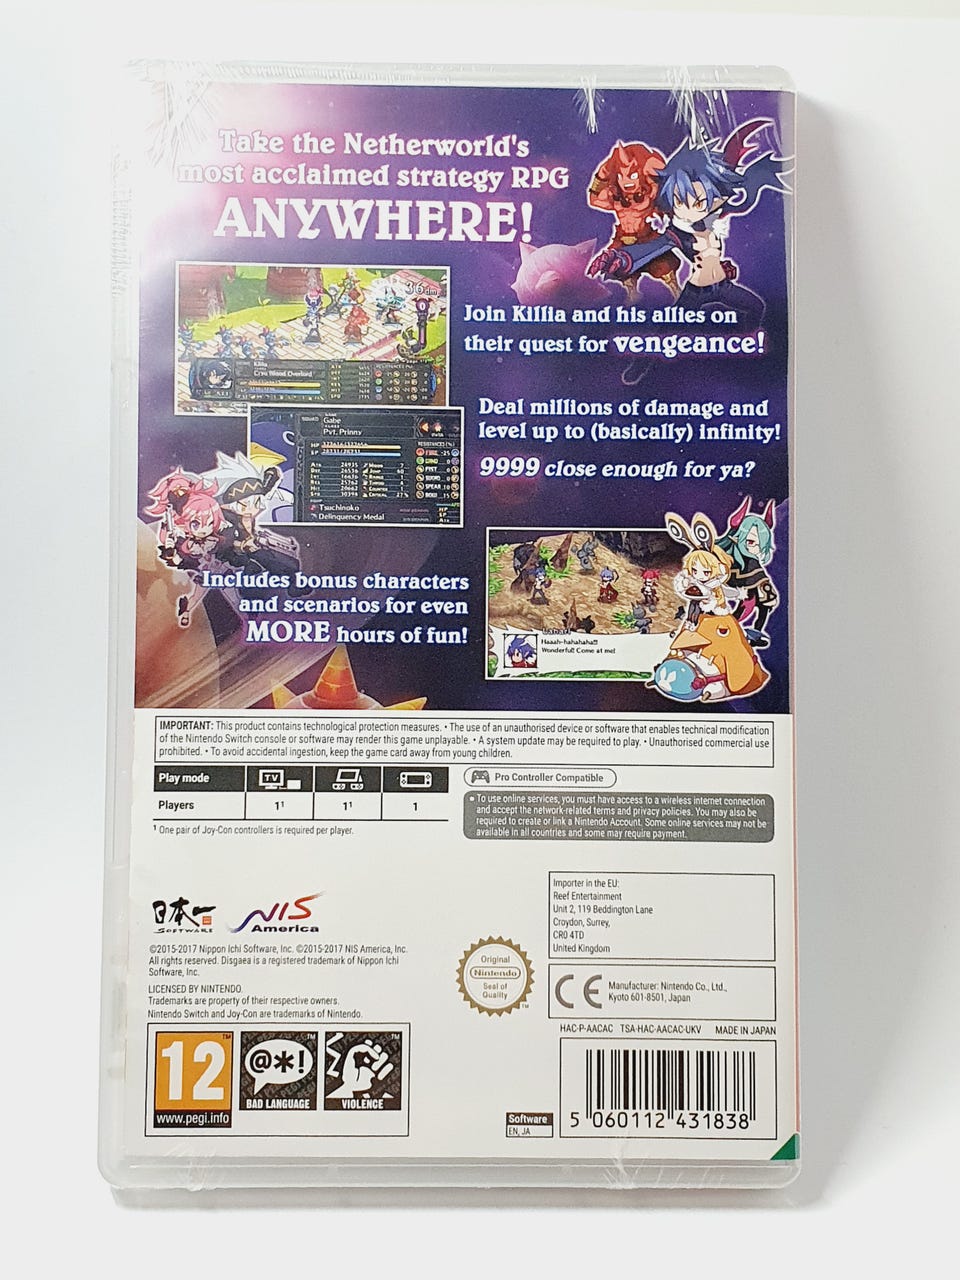 Take the Netherworld's
most acclaimed strategy RPG
ANYWHERE!
36dm
Join Killia and his allies on
their quest for vengeance!
Killia
Cryo Blood Overlord
Deal millions of damage and
level up to (basically) infinity!
9999 close enough for ya?
Gabe
Pvt. Prinny
Tsuchinoko
Delinquency Medal
Includes bonus characters
and scenarios for even
MORE hours of fun!
Haaah-hahahaha!!!
Wonderful! Come at me!
IMPORTANT: This product contains technological protection measures. • The use of an unauthorised device or software that enables technical modification
of the Nintendo Switch console or software may render this game unplayable. • A system update may be required to play. • Unauthorised commercial use
prohibited. • To avoid accidental ingestion, keep the game card away from young children.
Play mode TV
Players 1¹ 1¹ 1
¹ One pair of Joy-Con controllers is required per player.
Pro Controller Compatible
• To use online services, you must have access to a wireless internet connection
and accept the network-related terms and privacy policies. You may also be
required to create or link a Nintendo Account. Some online services may not be
available in all countries and some may require payment.
日本一
SOFTWARE
NIS
America
©2015-2017 Nippon Ichi Software, Inc. ©2015-2017 NIS America, Inc.
All rights reserved. Disgaea is a registered trademark of Nippon Ichi
Software, Inc.
LICENSED BY NINTENDO.
Trademarks are property of their respective owners.
Nintendo Switch and Joy-Con are trademarks of Nintendo.
Original
Nintendo
Seal of
Quality
TM
Importer in the EU:
Reef Entertainment
Unit 2, 119 Beddington Lane
Croydon, Surrey,
CR0 4TD
United Kingdom
CE
Manufacturer: Nintendo Co., Ltd.,
Kyoto 601-8501, Japan
HAC-P-AACAC TSA-HAC-AACAC-UKV MADE IN JAPAN
12
www.pegi.info
@*!
BAD LANGUAGE
VIOLENCE
Software
EN, JA
5 060112 431838